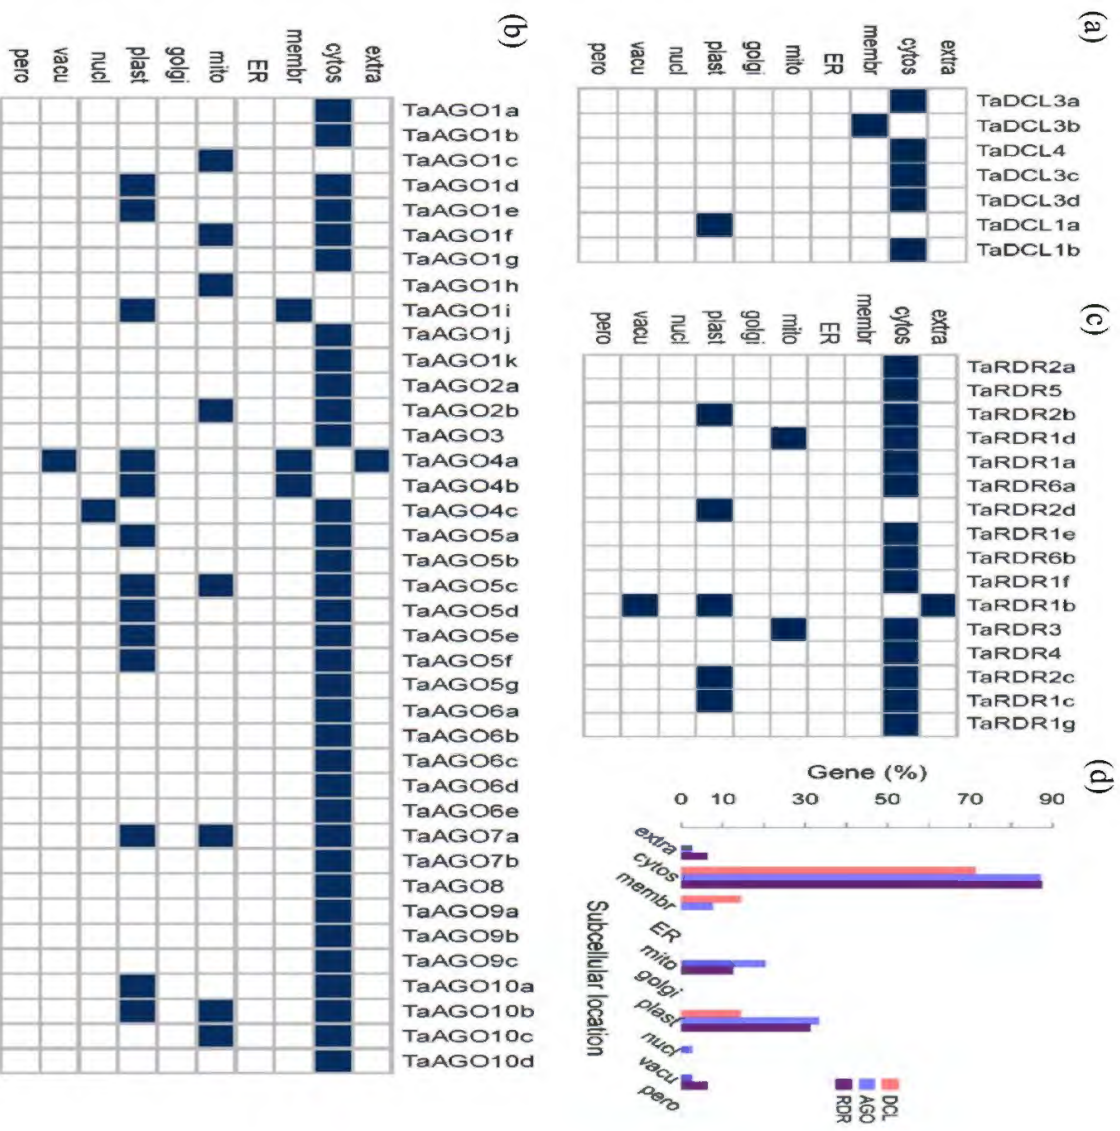 (a)
TaDCL3a
TaDCL3b
TaDCL4
TaDCL3c
TaDCL3d
TaDCL1a
TaDCL1b
extra
cytos
membr
ER
mito
golgi
plast
nucl
vacu
pero
(b)
TaAGO1a
TaAGO1b
TaAGO1c
TaAGO1d
TaAGO1e
TaAGO1f
TaAGO1g
TaAGO1h
TaAGO1i
TaAGO1j
TaAGO1k
TaAGO2a
TaAGO2b
TaAGO3
TaAGO4a
TaAGO4b
TaAGO4c
TaAGO5a
TaAGO5b
TaAGO5c
TaAGO5d
TaAGO5e
TaAGO5f
TaAGO5g
TaAGO6a
TaAGO6b
TaAGO6c
TaAGO6d
TaAGO6e
TaAGO7a
TaAGO7b
TaAGO8
TaAGO9a
TaAGO9b
TaAGO9c
TaAGO10a
TaAGO10b
TaAGO10c
TaAGO10d
extra
cytos
membr
ER
mito
golgi
plast
nucl
vacu
pero
(c)
TaRDR2a
TaRDR5
TaRDR2b
TaRDR1d
TaRDR1a
TaRDR6a
TaRDR2d
TaRDR1e
TaRDR6b
TaRDR1f
TaRDR1b
TaRDR3
TaRDR4
TaRDR2c
TaRDR1c
TaRDR1g
extra
cytos
membr
ER
mito
golgi
plast
nucl
vacu
pero
(d)
Gene (%)
0 10 30 50 70 90
extra
cytos
membr
ER
mito
golgi
plast
nucl
vacu
pero
Subcellular location
DCL
AGO
RDR